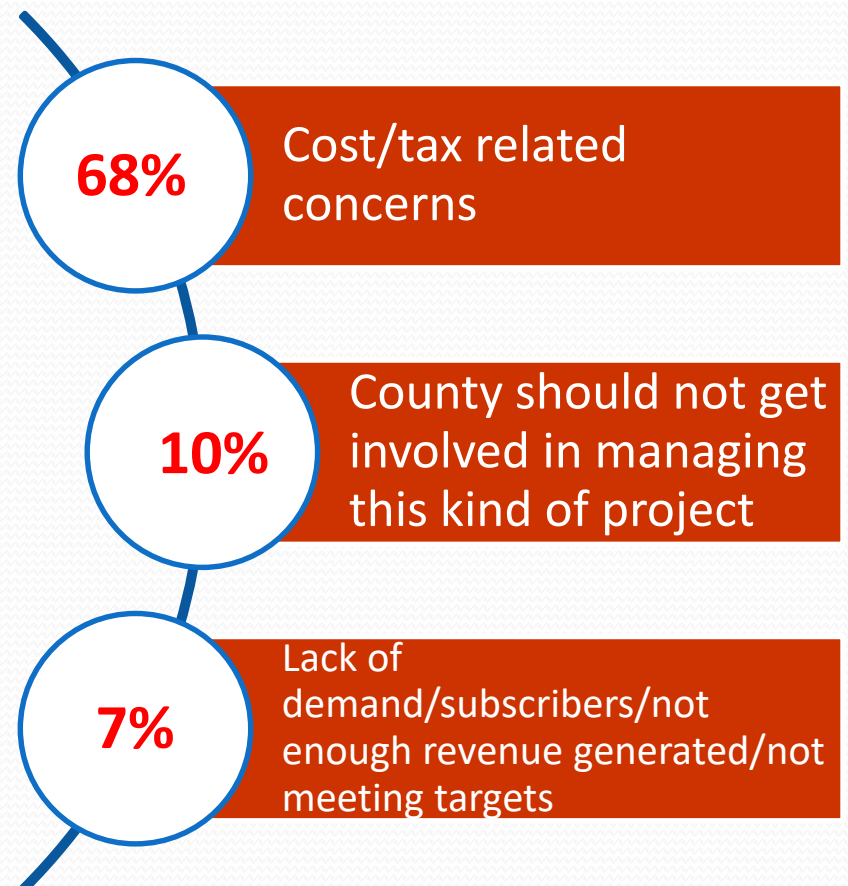 68%
Cost/tax related
concerns
10%
County should not get
involved in managing
this kind of project
7%
Lack of
demand/subscribers/not
enough revenue generated/not
meeting targets